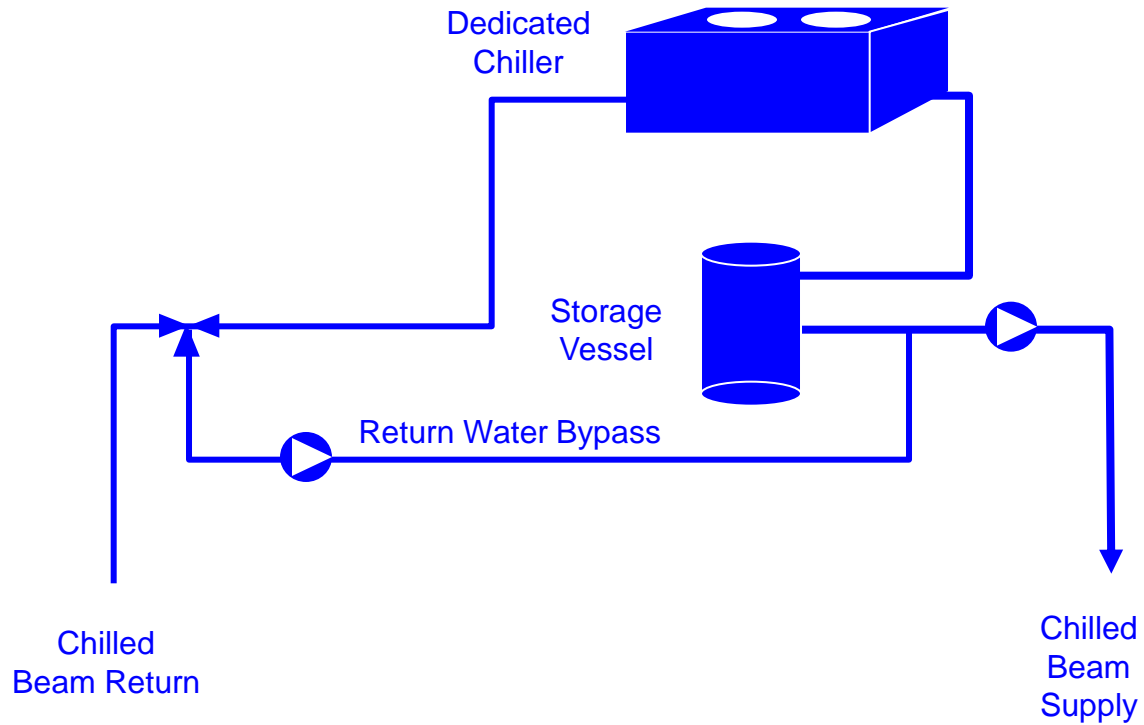 Dedicated
Chiller
Storage
Vessel
Return Water Bypass
Chilled
Beam Return
Chilled
Beam
Supply